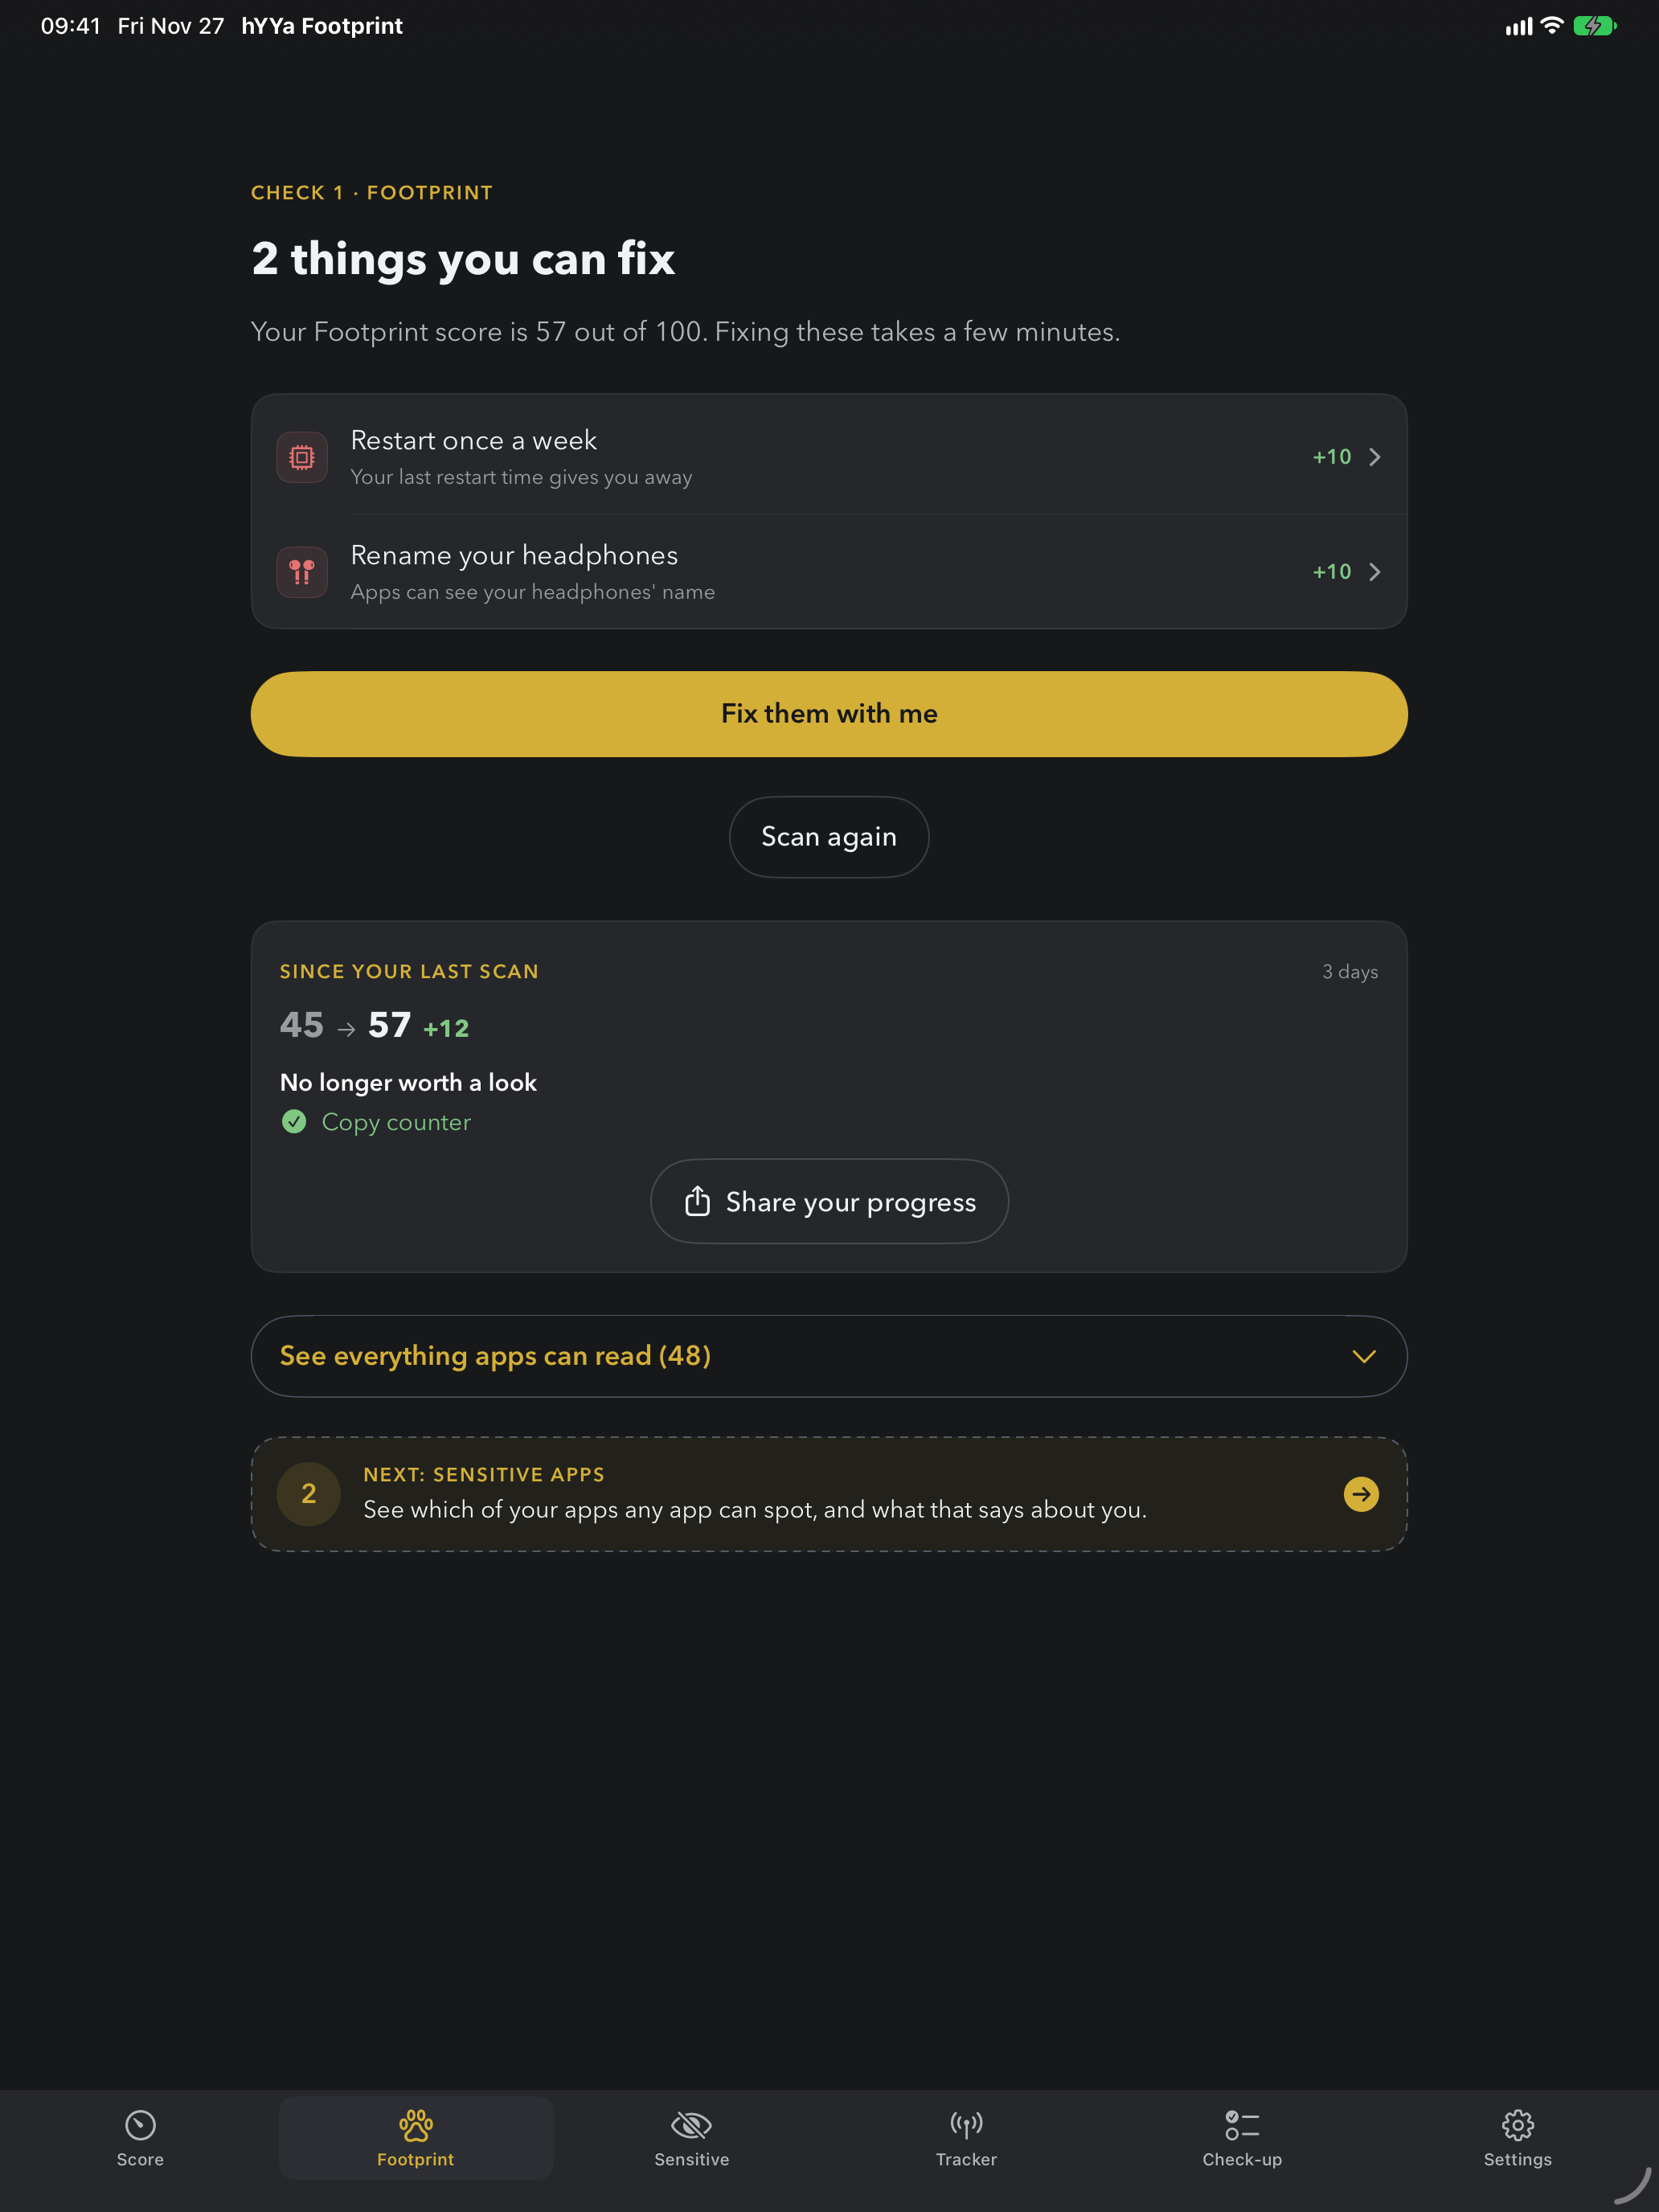 09:41 Fri Nov 27 hYYa Footprint
CHECK 1 · FOOTPRINT
2 things you can fix
Your Footprint score is 57 out of 100. Fixing these takes a few minutes.
Restart once a week
Your last restart time gives you away
+10
Rename your headphones
Apps can see your headphones' name
+10
Fix them with me
Scan again
SINCE YOUR LAST SCAN
3 days
45 → 57 +12
No longer worth a look
Copy counter
Share your progress
See everything apps can read (48)
2
NEXT: SENSITIVE APPS
See which of your apps any app can spot, and what that says about you.
Score
Footprint
Sensitive
Tracker
Check-up
Settings